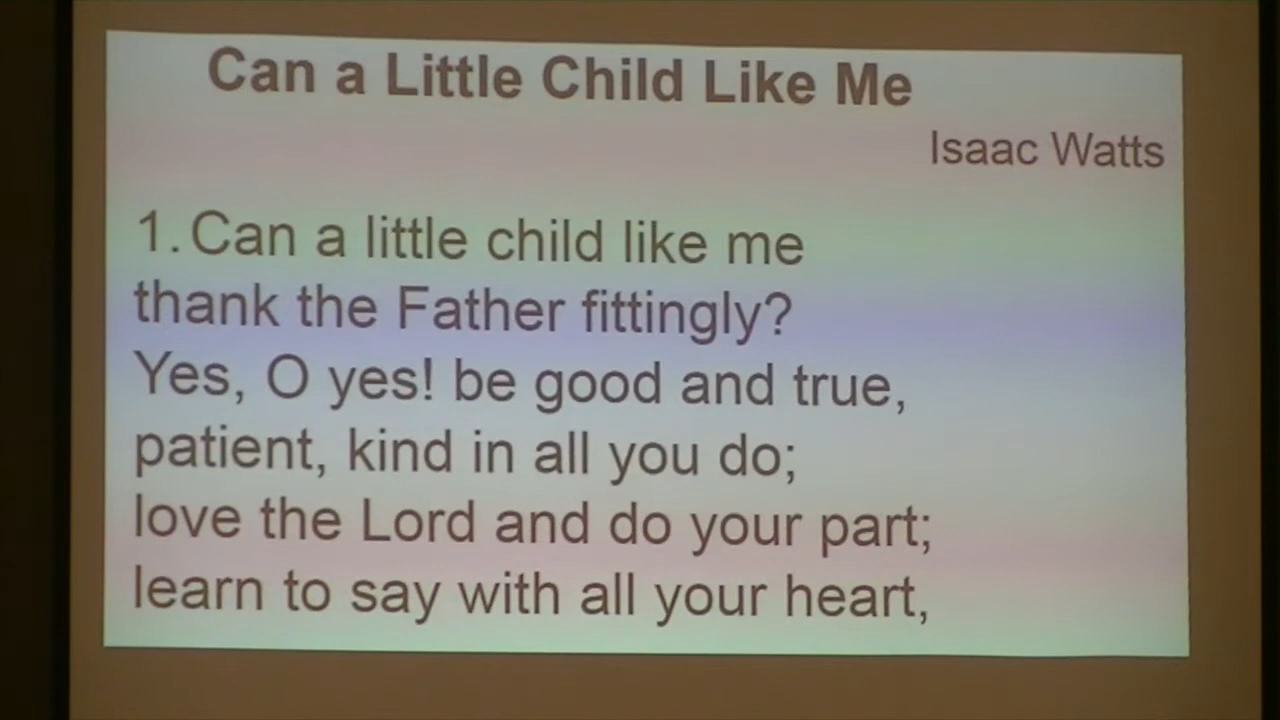 Can a Little Child Like Me
Isaac Watts
1. Can a little child like me
thank the Father fittingly?
Yes, O yes! be good and true,
patient, kind in all you do;
love the Lord and do your part;
learn to say with all your heart,